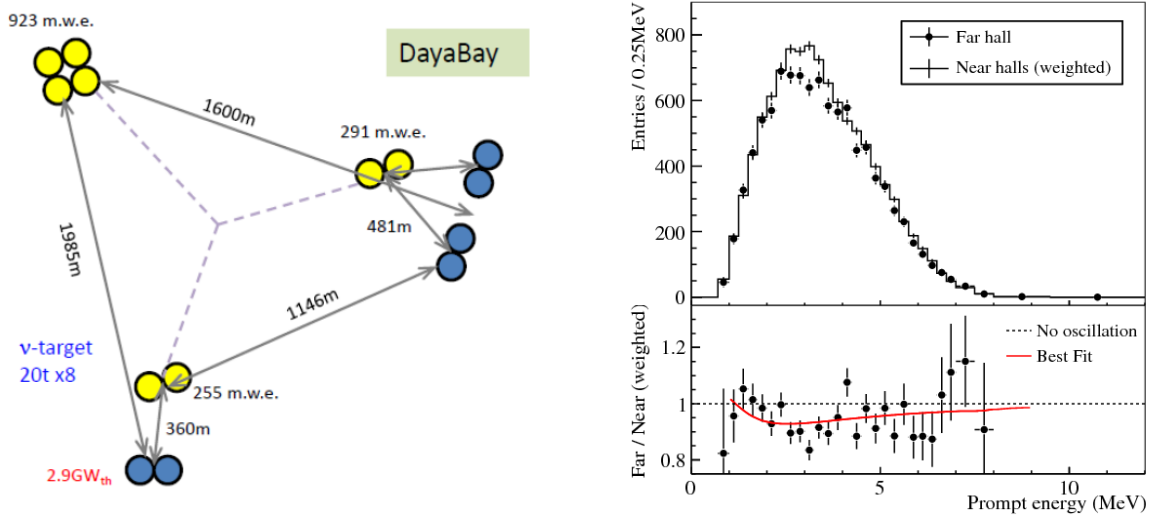 923 m.w.e.
DayaBay
1600m
291 m.w.e.
481m
1985m
1146m
ν-target
20t x8
255 m.w.e.
360m
2.9GWth
Entries / 0.25MeV
800
600
400
200
0
Far hall
Near halls (weighted)
Far / Near (weighted)
1.2
1
0.8
No oscillation
Best Fit
0
5
10
Prompt energy (MeV)